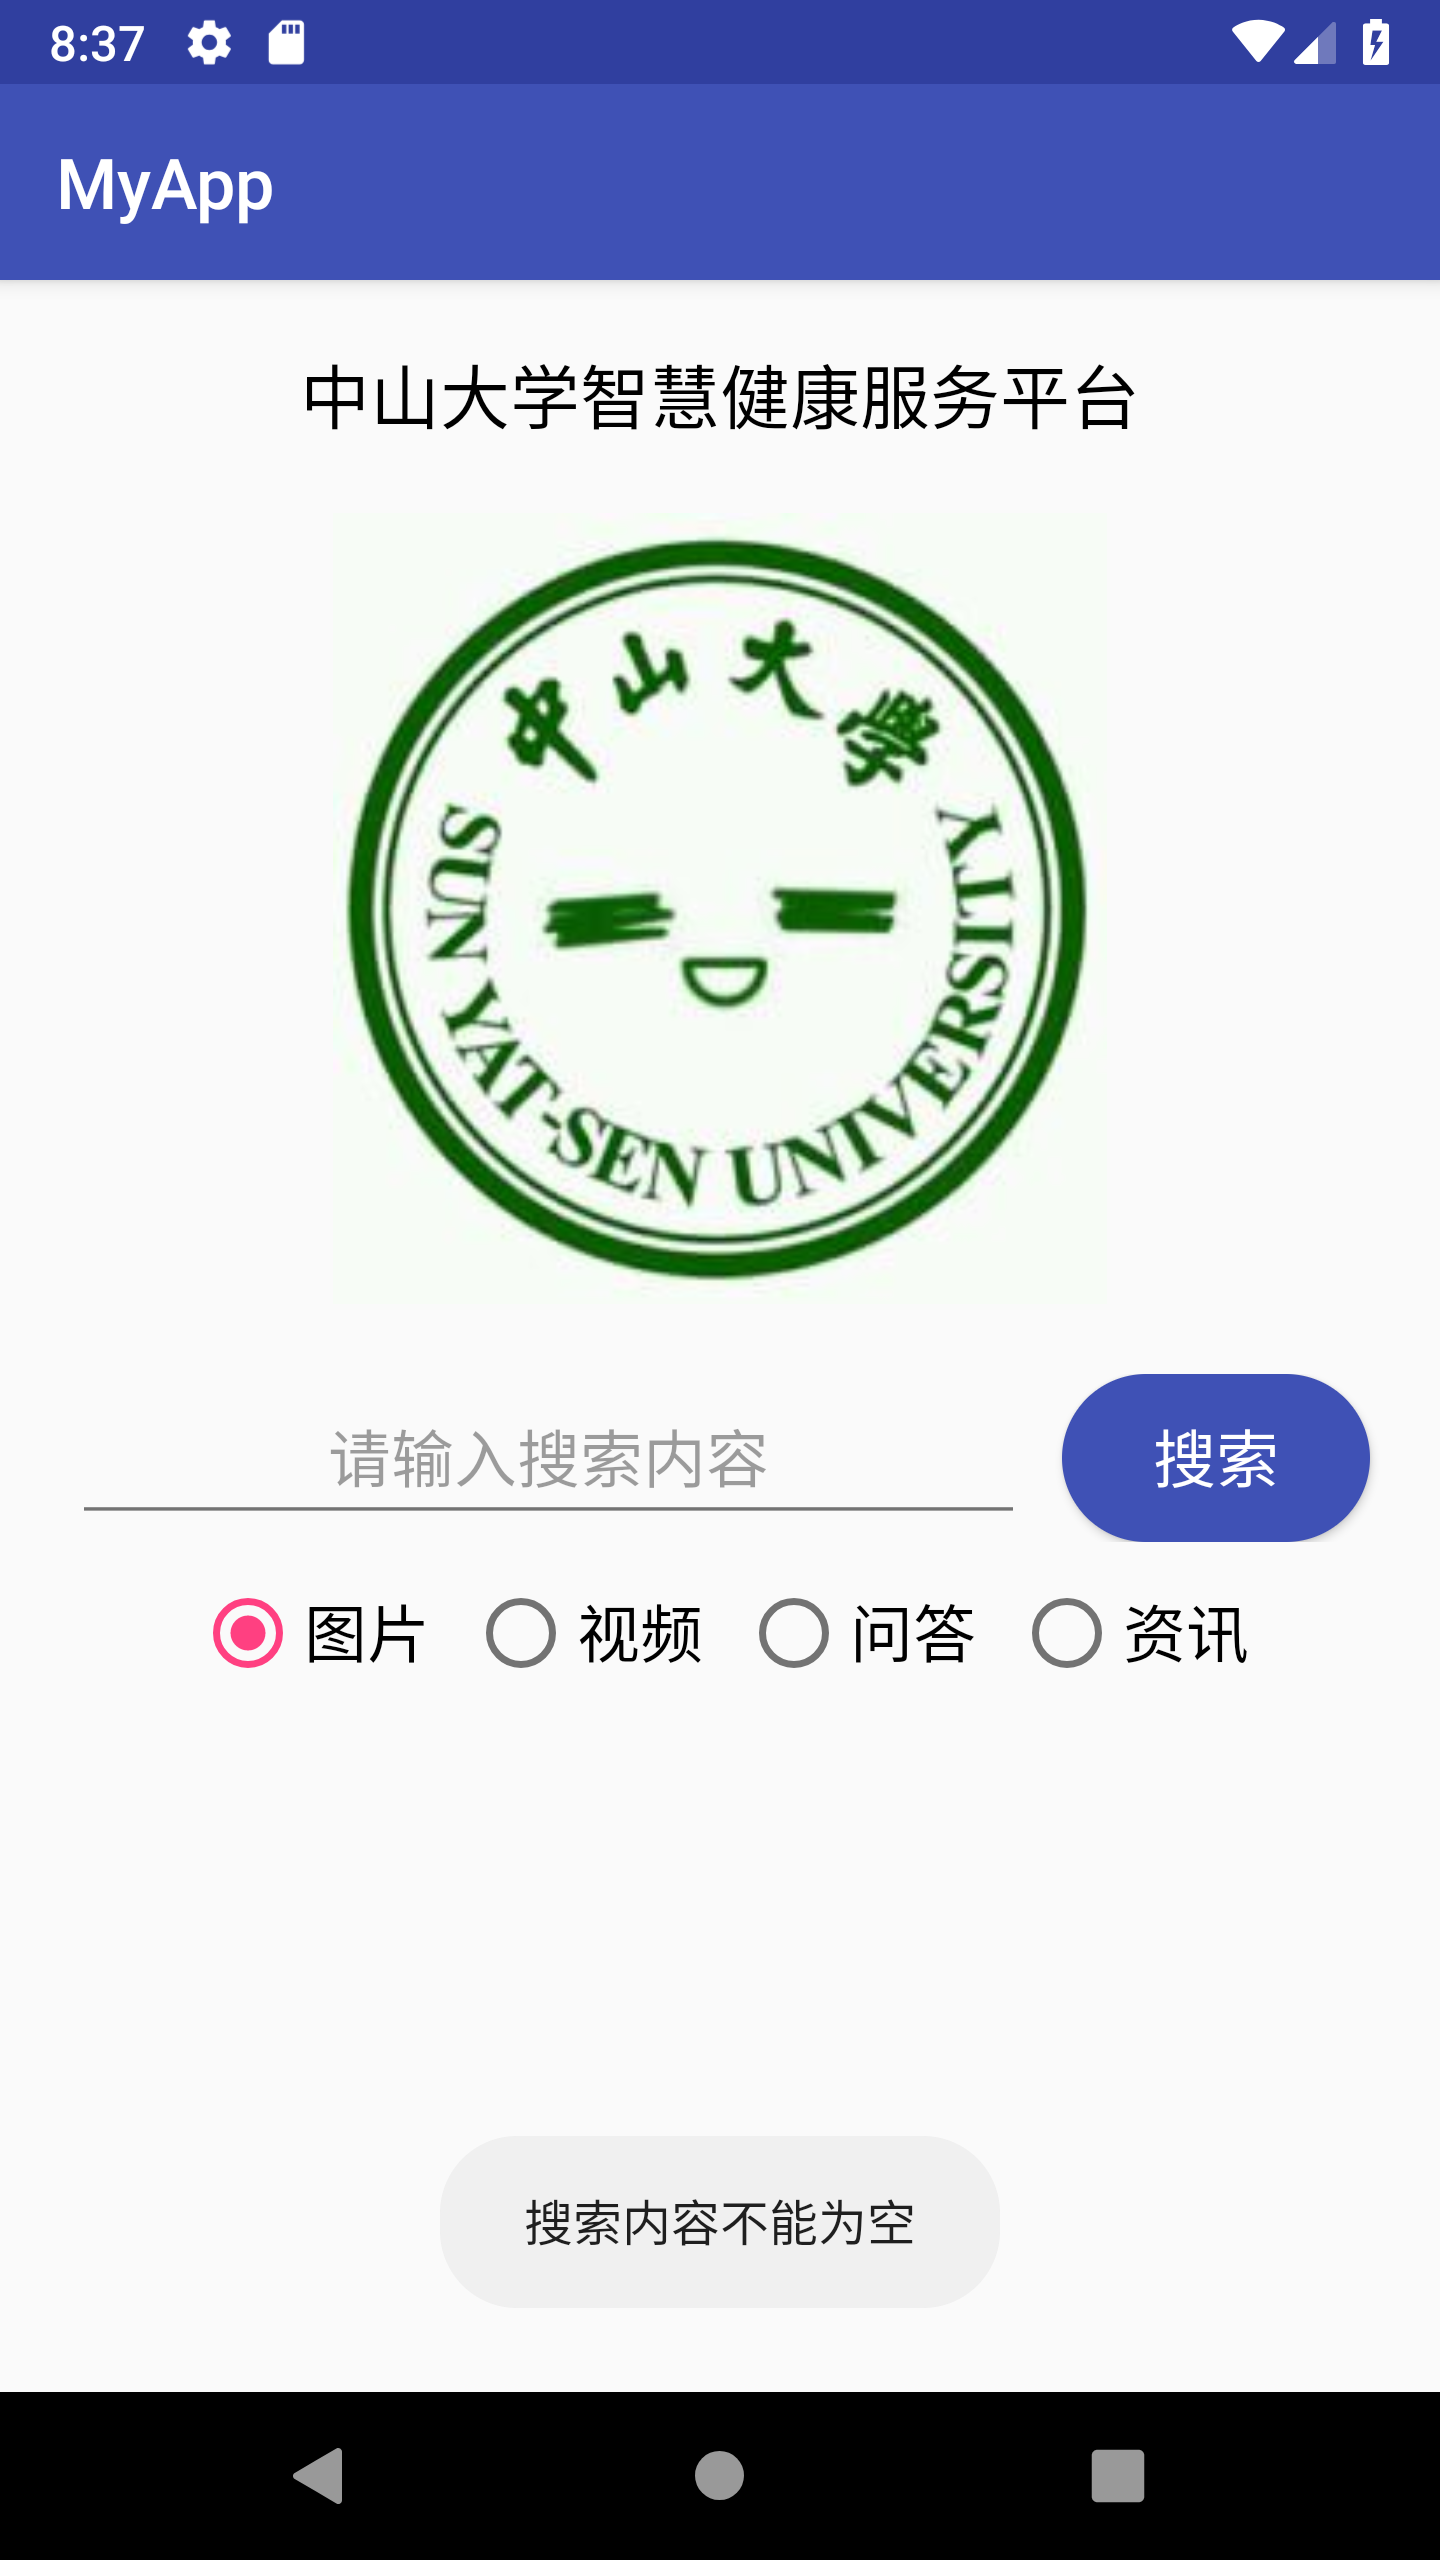 8:37
MyApp
中山大学智慧健康服务平台
中山大學
SUN YAT-SEN UNIVERSITY
请输入搜索内容
搜索
图片 视频 问答 资讯
搜索内容不能为空